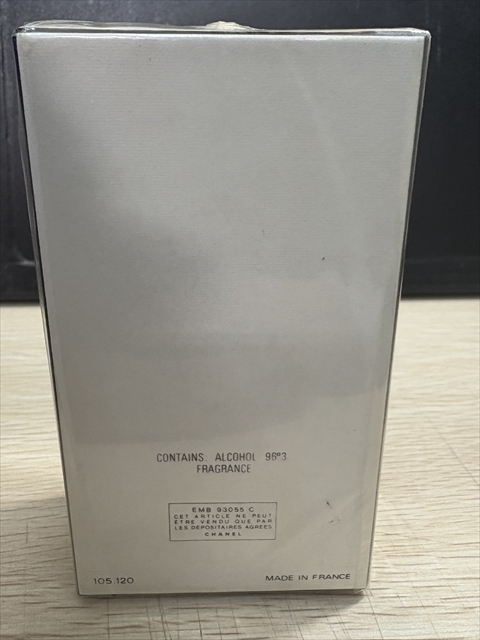 CONTAINS: ALCOHOL 96°3
FRAGRANCE
EMB 93055 C
CET ARTICLE NE PEUT
ÊTRE VENDU QUE PAR
LES DÉPOSITAIRES AGRÉÉS
CHANEL
105.120 MADE IN FRANCE